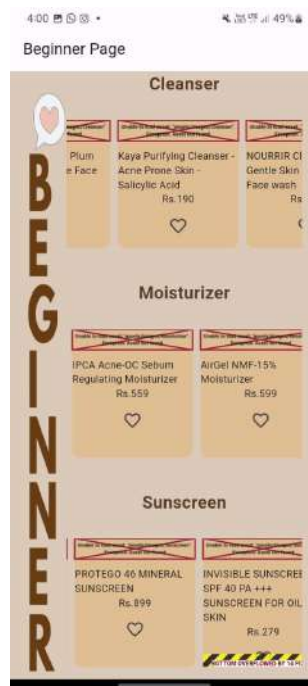 4:00
49%
Beginner Page
Cleanser
BEGINNER
Plum
e Face
Kaya Purifying Cleanser -
Acne Prone Skin -
Salicylic Acid
Rs.190
NOURRIR Cl
Gentle Skin
Face wash
Rs
Moisturizer
IPCA Acne-OC Sebum
Regulating Moisturizer
Rs.559
AirGel NMF-15%
Moisturizer
Rs.599
Sunscreen
PROTEGO 46 MINERAL
SUNSCREEN
Rs.899
INVISIBLE SUNSCREE
SPF 40 PA +++
SUNSCREEN FOR OIL
SKIN
Rs.279
BOTTOM OVERFLOWED BY